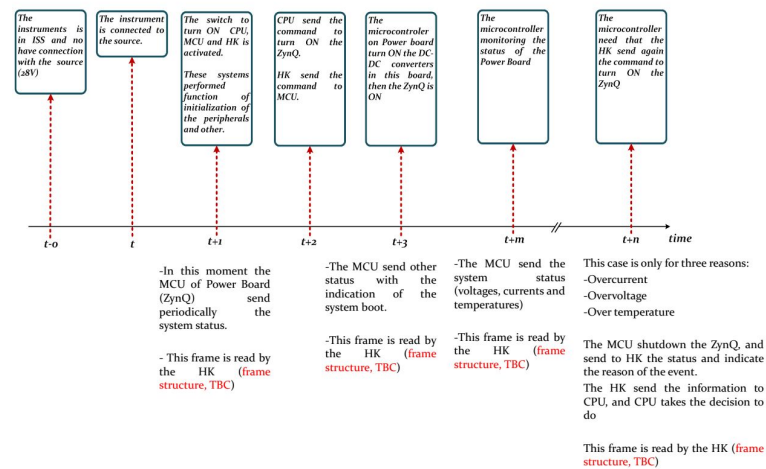 The
instruments is
in ISS and no
have connection
with the source
(28V)
The instrument
is connected to
the source.
The switch to
turn ON CPU,
MCU and HK is
activated.
These systems
performed
function of
initialization of
the peripherals
and other.
CPU send the
command to
turn ON the
ZynQ.
HK send the
command to
MCU.
The
microcontroler
on Power board
turn ON the DC-
DC converters
in this board,
then the ZynQ is
ON
The
microcontroller
monitoring the
status of the
Power Board
The
microcontroller
need that the
HK send again
the command to
turn ON the
ZynQ
t-0
t
t+1
t+2
t+3
t+m
t+n
time
-In this moment the
MCU of Power Board
(ZynQ) send
periodically the
system status.
- This frame is read by
the HK (frame
structure, TBC)
-The MCU send other
status with the
indication of the
system boot.
-This frame is read by
the HK (frame
structure, TBC)
-The MCU send the
system status
(voltages, currents and
temperatures)
-This frame is read by
the HK (frame
structure, TBC)
This case is only for three reasons:
-Overcurrent
-Overvoltage
-Over temperature
The MCU shutdown the ZynQ, and
send to HK the status and indicate
the reason of the event.
The HK send the information to
CPU, and CPU takes the decision to
do
This frame is read by the HK (frame
structure, TBC)